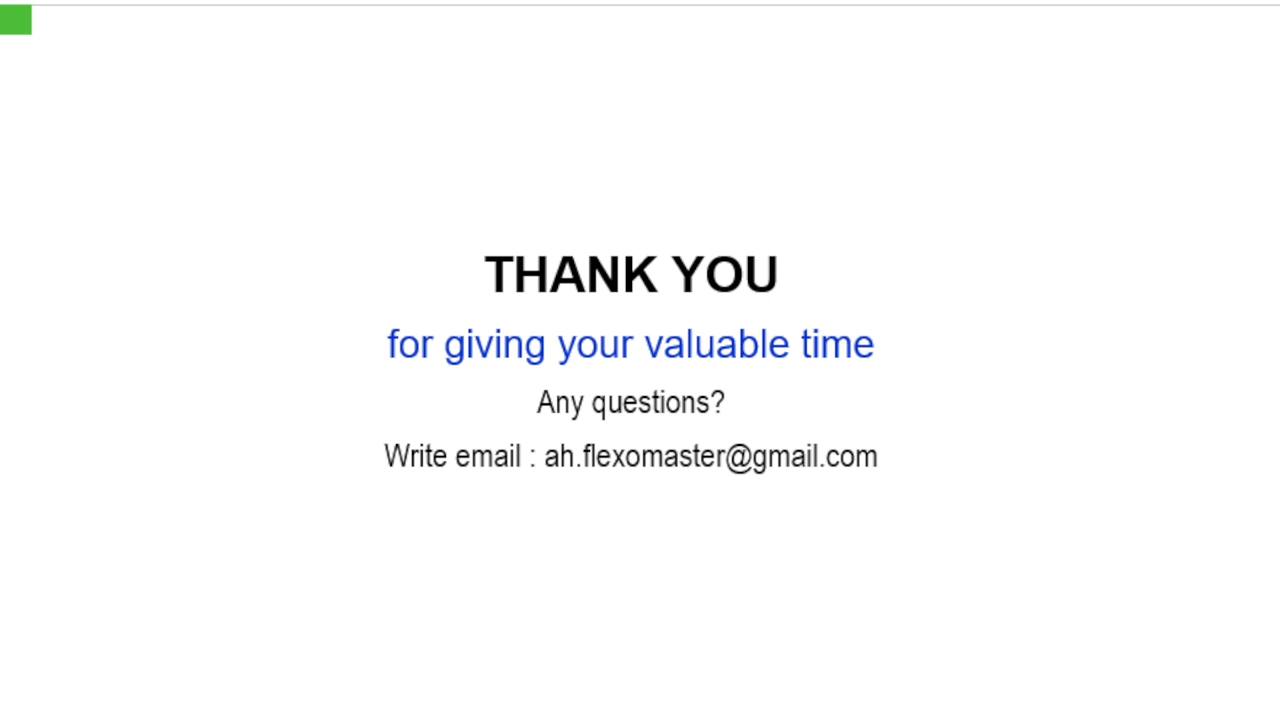 THANK YOU
for giving your valuable time
Any questions?
Write email : ah.flexomaster@gmail.com